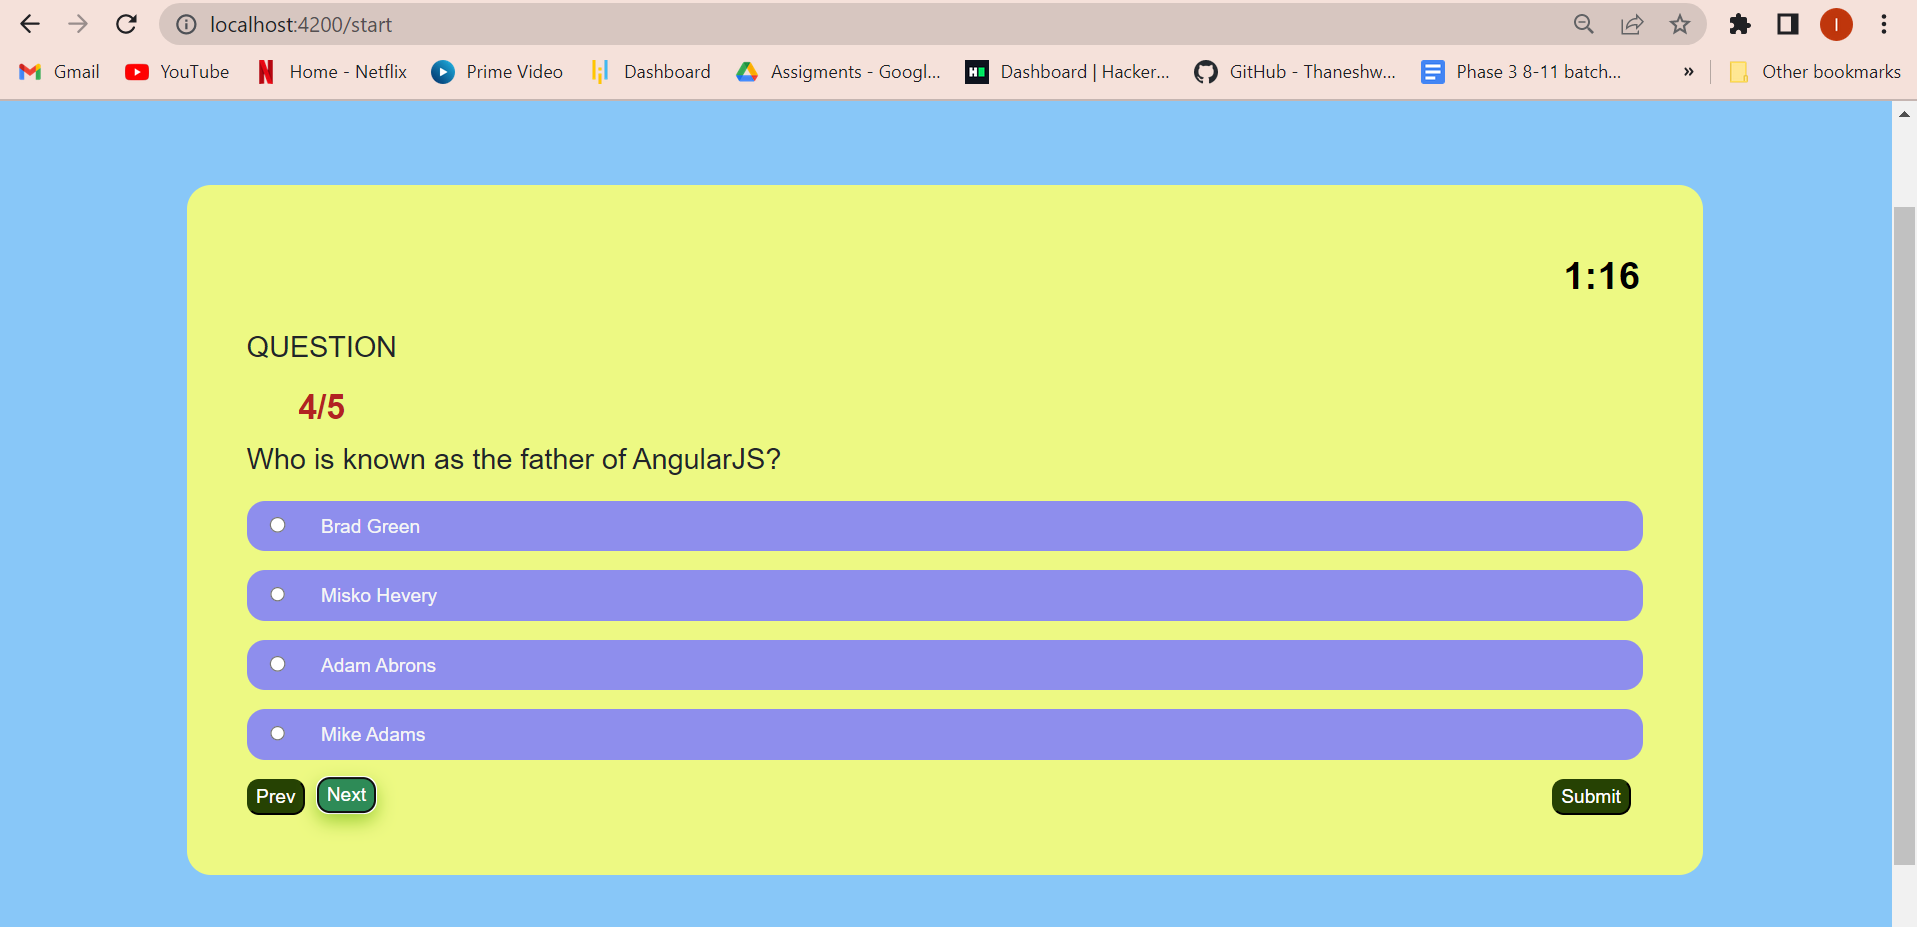 localhost:4200/start
I
Gmail YouTube Home - Netflix Prime Video Dashboard Assigments - Googl... Dashboard | Hacker... GitHub - Thaneshw... Phase 3 8-11 batch... » Other bookmarks
1:16
QUESTION
4/5
Who is known as the father of AngularJS?
Brad Green
Misko Hevery
Adam Abrons
Mike Adams
Prev Next Submit